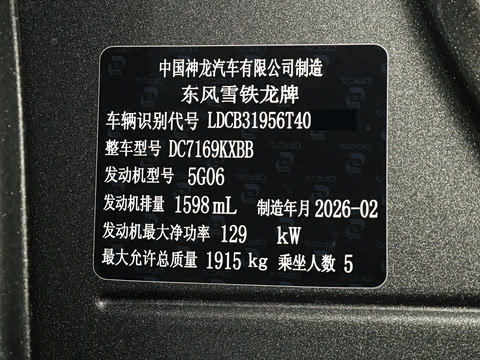 中国神龙汽车有限公司制造
东风雪铁龙牌
车辆识别代号 LDCB31956T40
整车型号 DC7169KXBB
发动机型号 5G06
发动机排量 1598 mL 制造年月 2026-02
发动机最大净功率 129 kW
最大允许总质量 1915 kg 乘坐人数 5